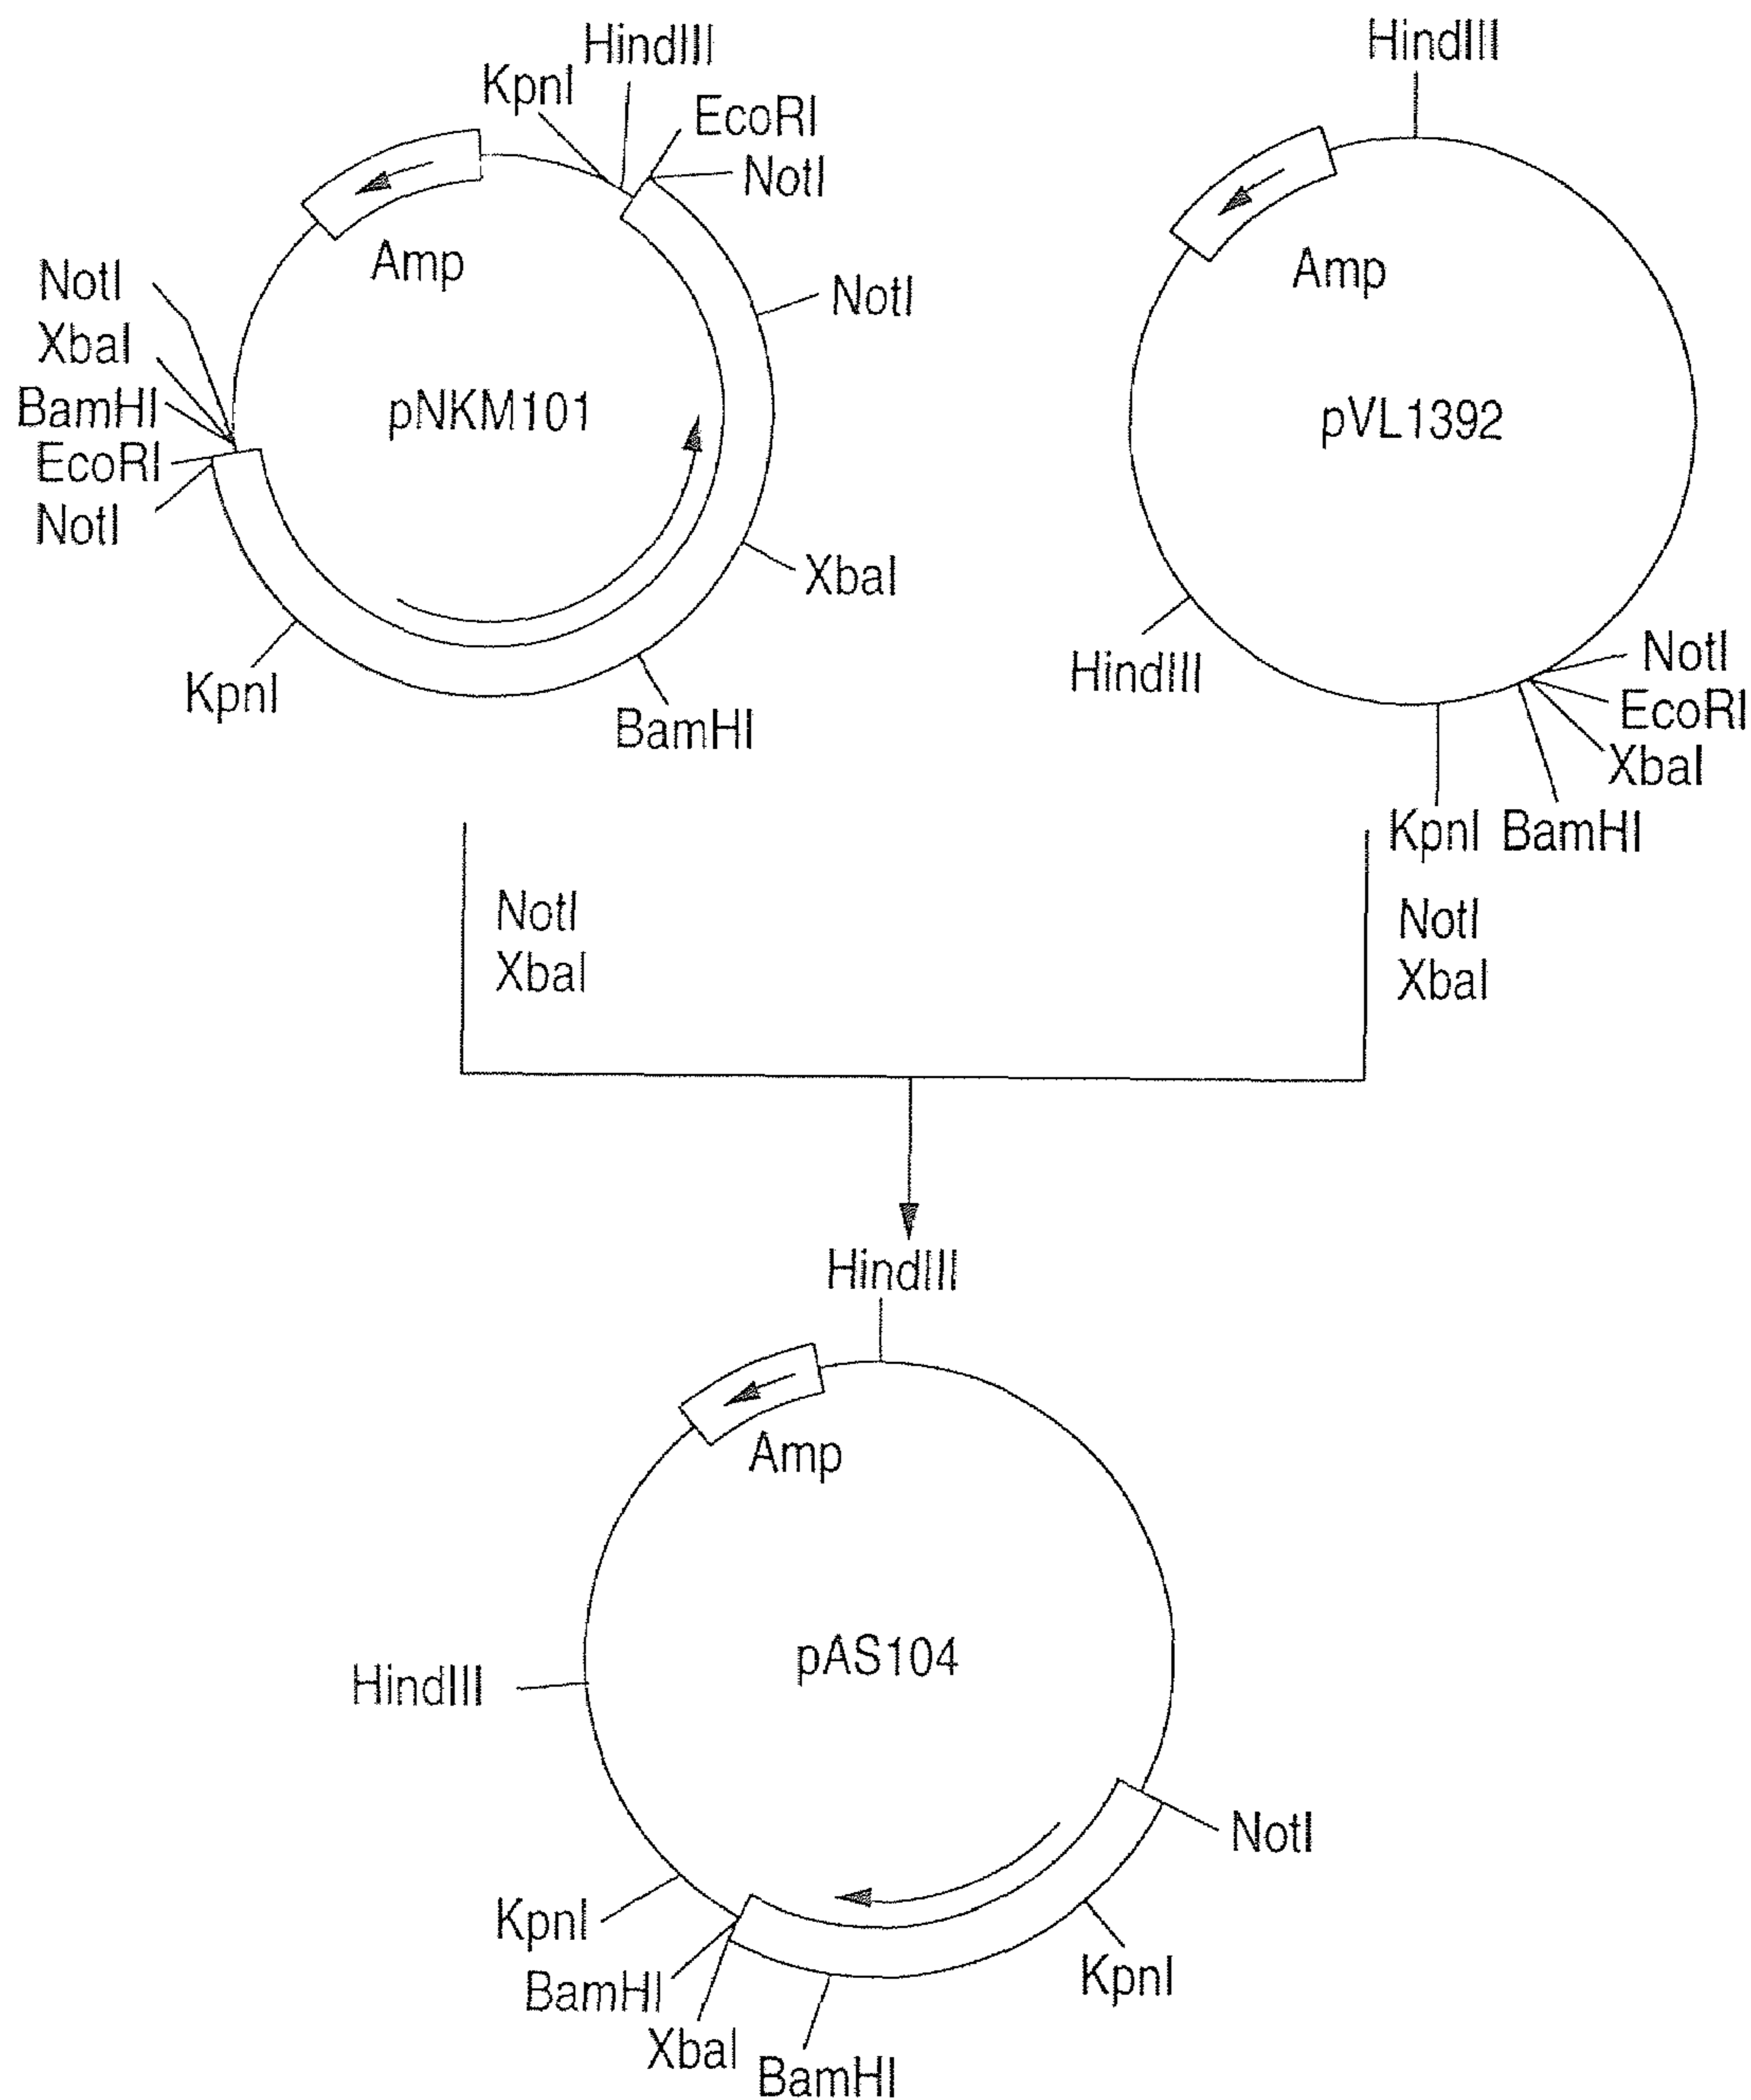 HindIII
KpnI
EcoRI
NotI
Amp
NotI
NotI
XbaI
BamHI
EcoRI
NotI
pNKM101
XbaI
KpnI
BamHI
HindIII
Amp
pVL1392
HindIII
NotI
EcoRI
XbaI
KpnI BamHI
NotI
XbaI
NotI
XbaI
HindIII
Amp
pAS104
HindIII
NotI
KpnI
KpnI
BamHI
XbaI
BamHI